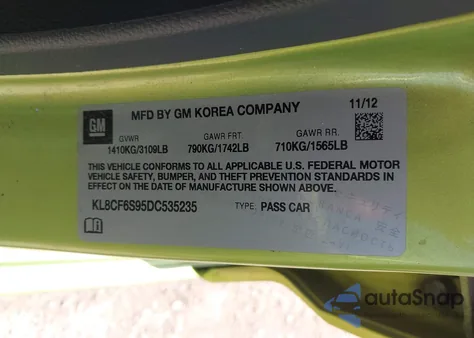 GM
MFD BY GM KOREA COMPANY 11/12
GVWR GAWR FRT. GAWR RR.
1410KG/3109LB 790KG/1742LB 710KG/1565LB
THIS VEHICLE CONFORMS TO ALL APPLICABLE U.S. FEDERAL MOTOR
VEHICLE SAFETY, BUMPER, AND THEFT PREVENTION STANDARDS IN
EFFECT ON THE DATE OF MANUFACTURE SHOWN ABOVE.
KL8CF6S95DC535235 TYPE: PASS CAR
autoSnap